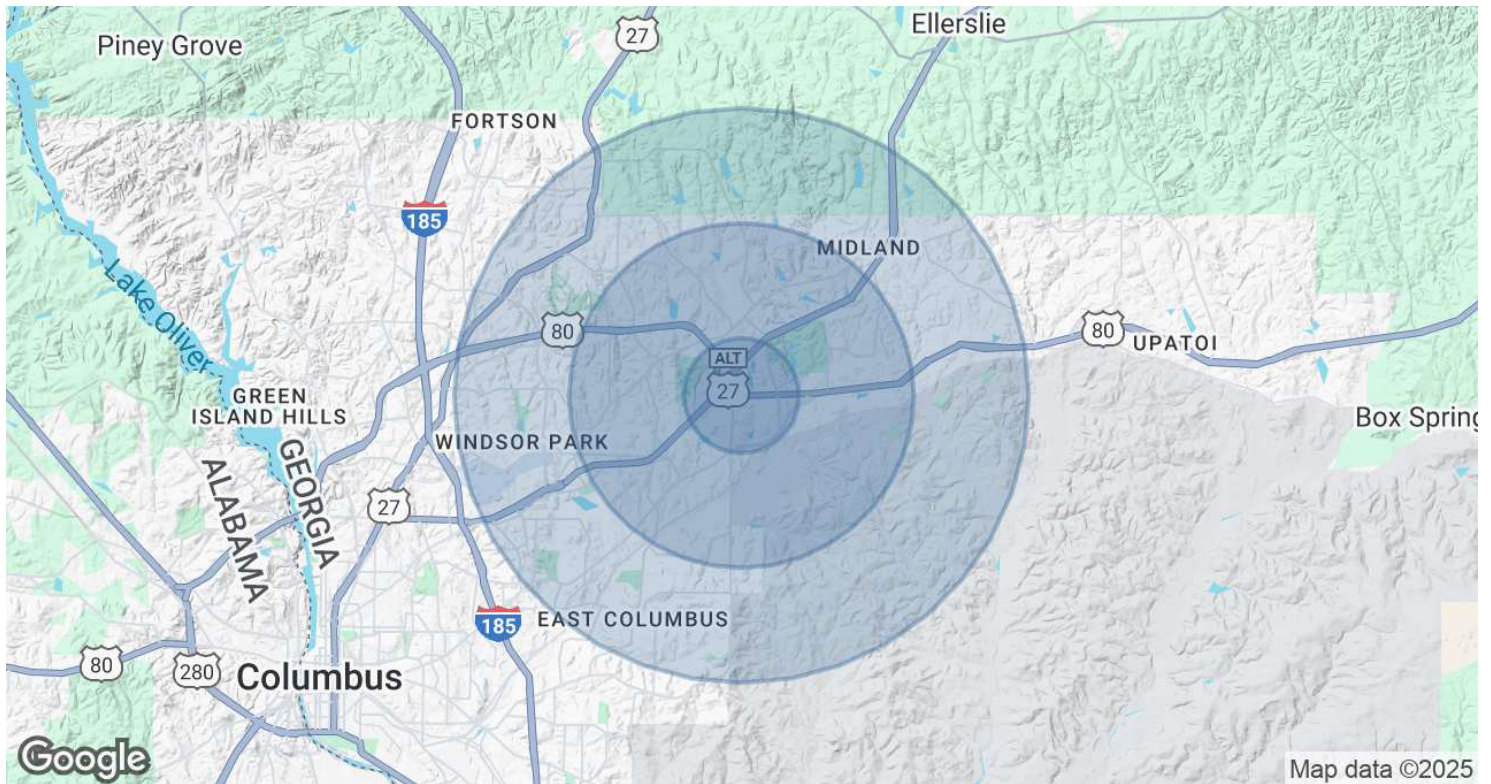 Ellerslie
Piney Grove
27
FORTSON
185
MIDLAND
Lake Oliver
80
80
UPATOI
ALT
27
GREEN
ISLAND HILLS
Box Spring
WINDSOR PARK
GEORGIA
ALABAMA
27
EAST COLUMBUS
185
80
280
Columbus
Google
Map data ©2025